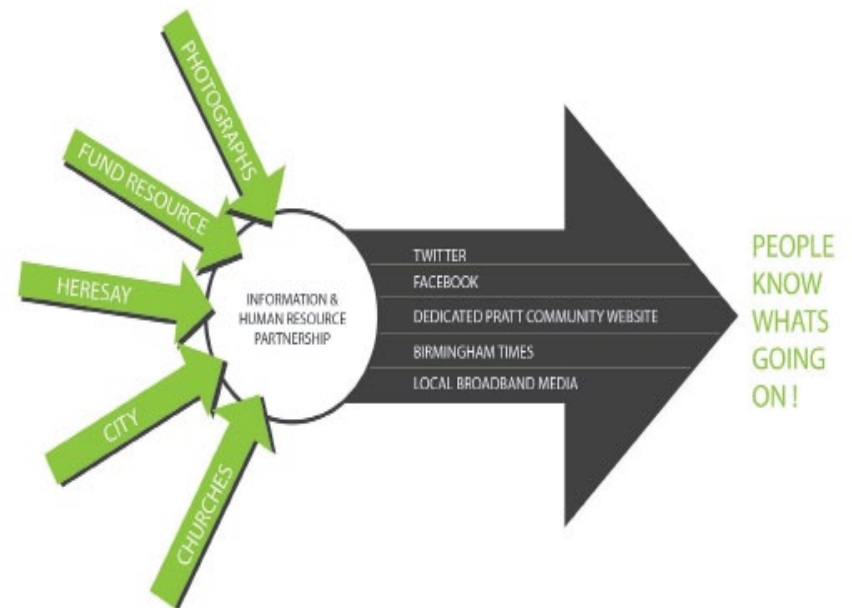 PHOTOGRAPHS
FUND RESOURCE
HERESAY
CITY
CHURCHES
INFORMATION &
HUMAN RESOURCE
PARTNERSHIP
TWITTER
FACEBOOK
DEDICATED PRATT COMMUNITY WEBSITE
BIRMINGHAM TIMES
LOCAL BROADBAND MEDIA
PEOPLE
KNOW
WHATS
GOING
ON !